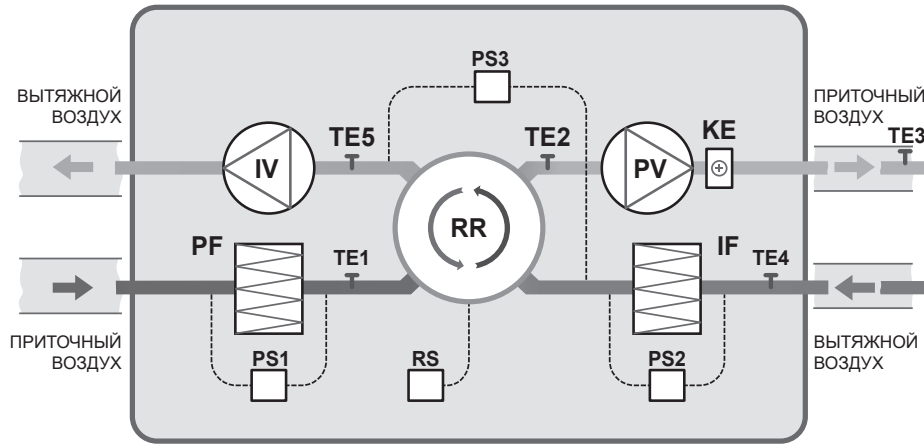 PS3
ВЫТЯЖНОЙ
ВОЗДУХ
ПРИТОЧНЫЙ
ВОЗДУХ
TE3
TE5
TE2
KE
IV
PV
RR
PF
IF
TE1
TE4
PS1
RS
PS2
ПРИТОЧНЫЙ
ВОЗДУХ
ВЫТЯЖНОЙ
ВОЗДУХ